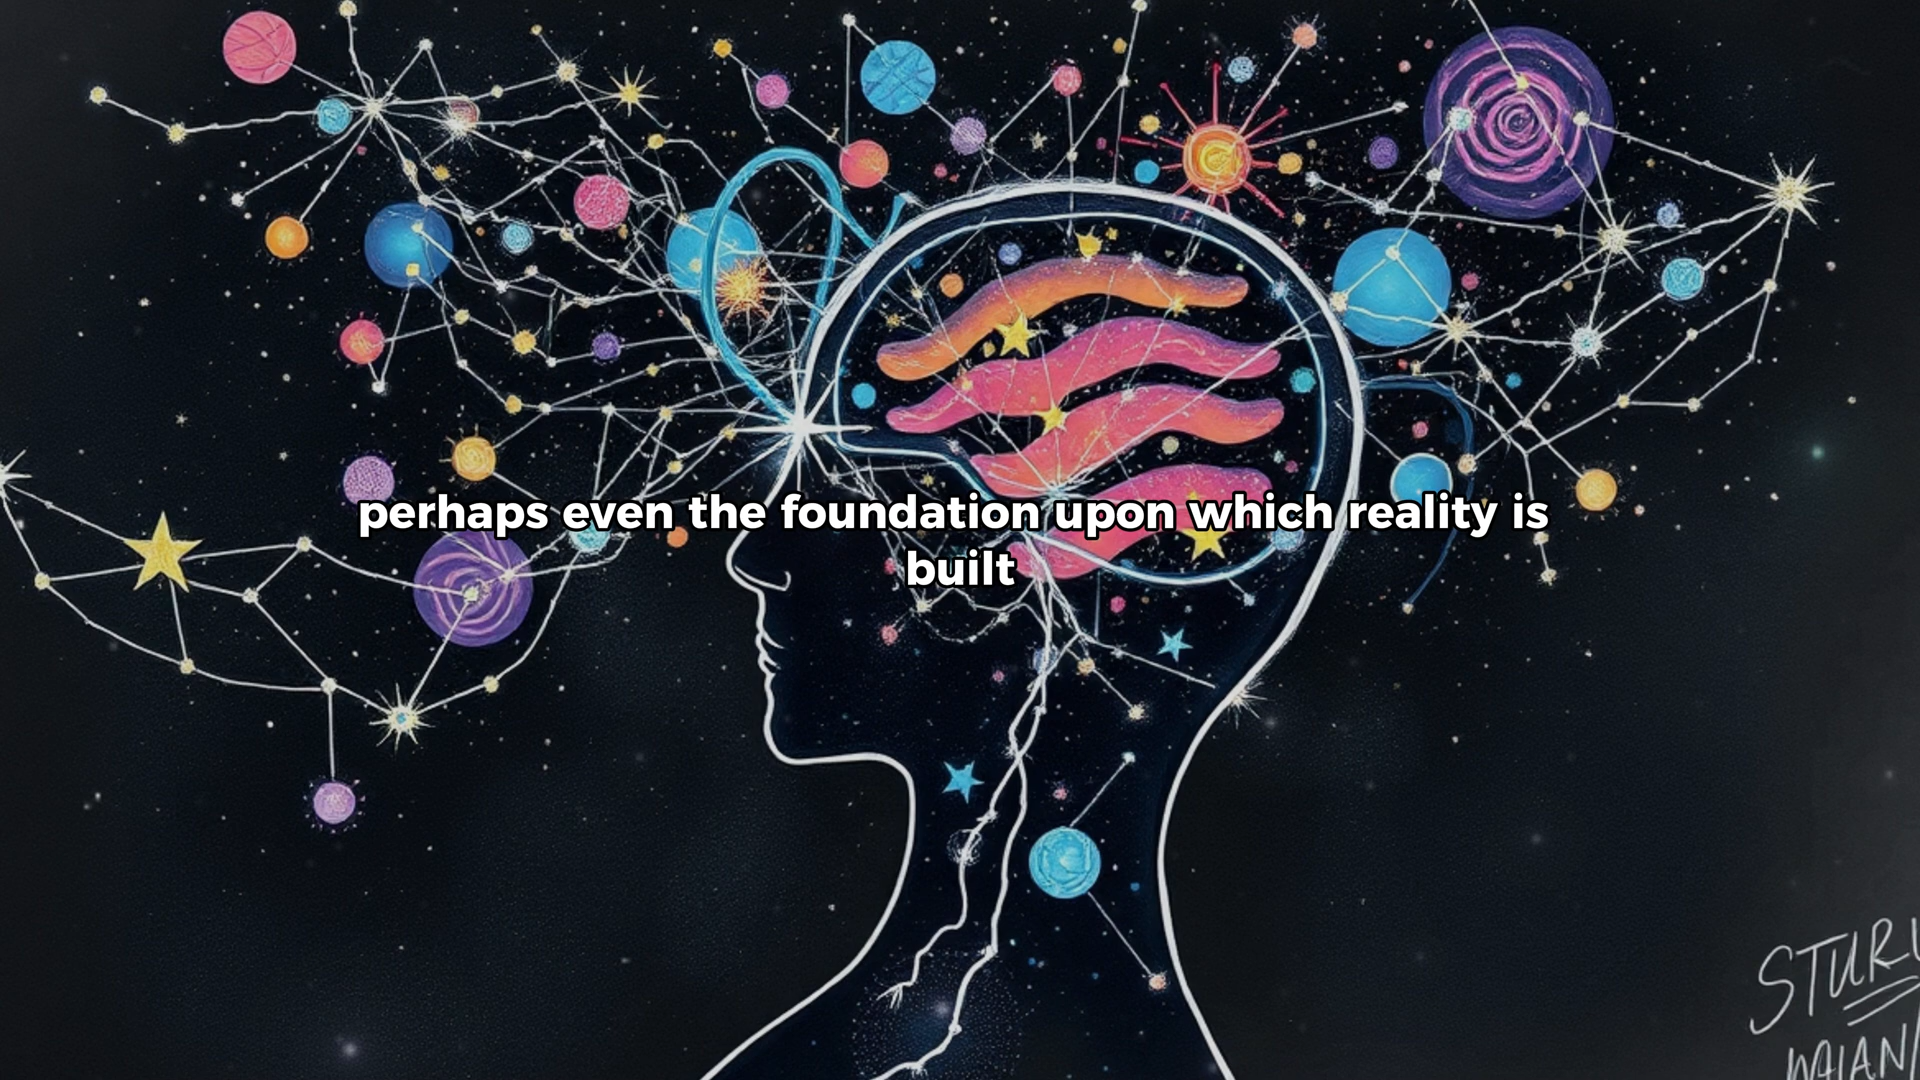 perhaps even the foundation upon which reality is
built